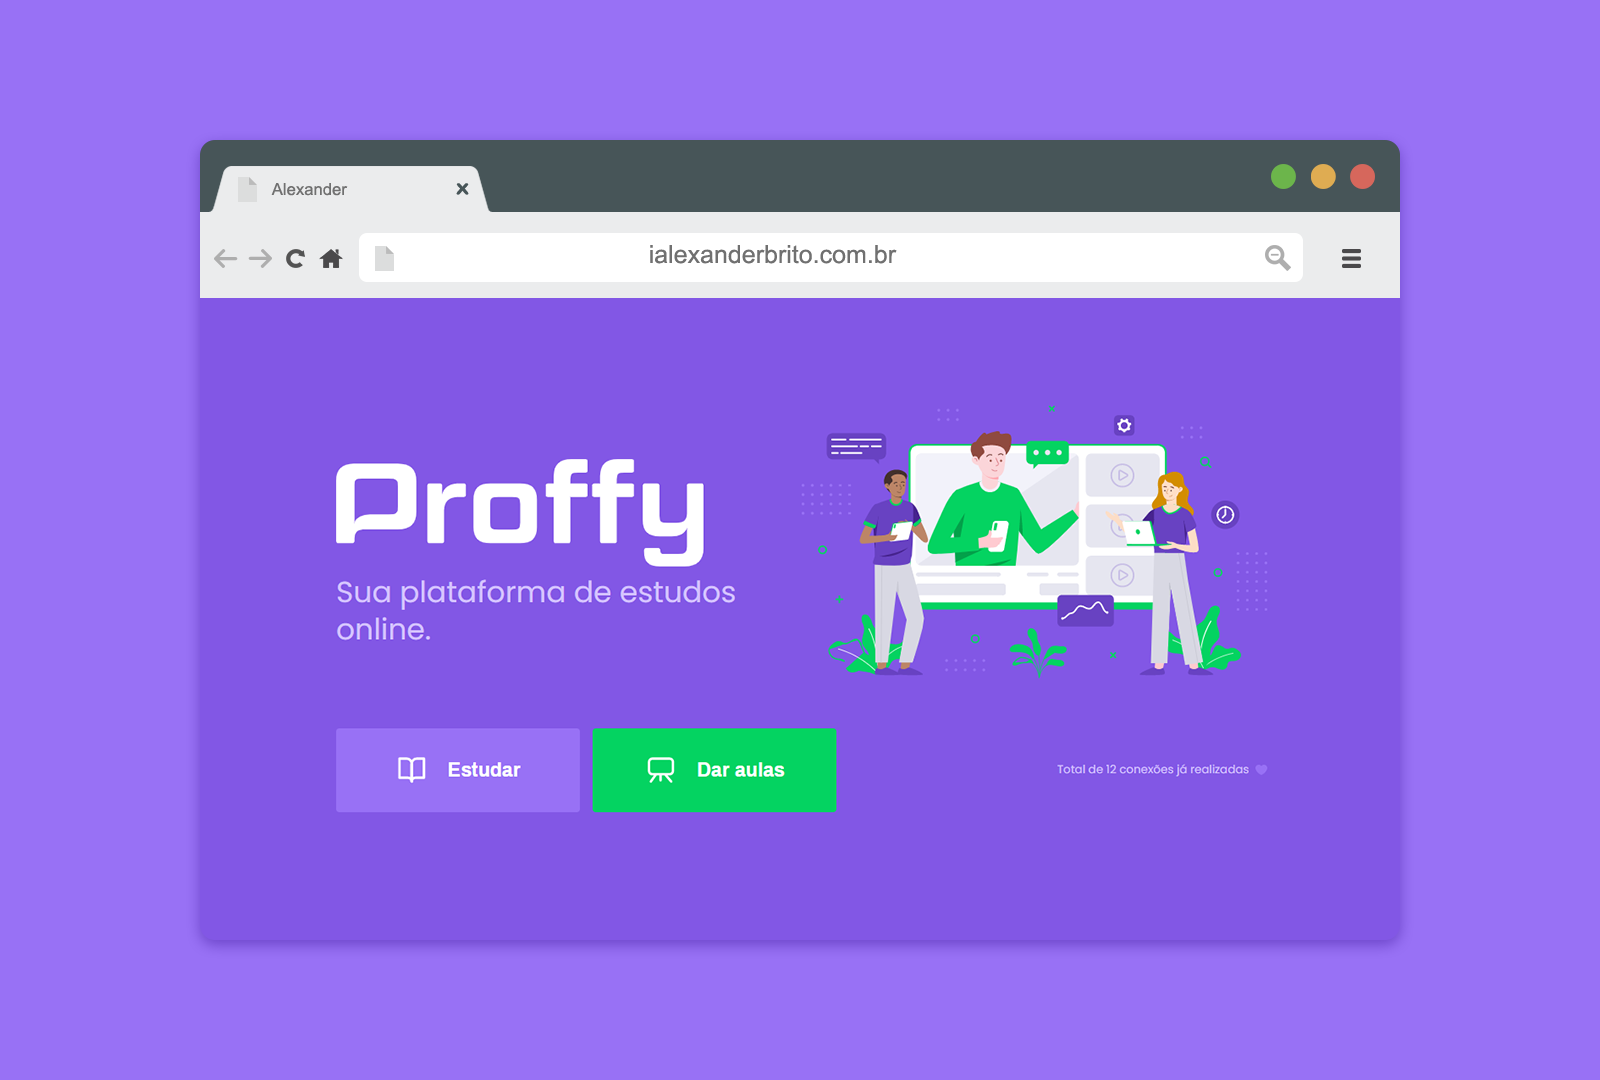 Alexander
ialexanderbrito.com.br
Proffy
Sua plataforma de estudos
online.
Estudar
Dar aulas
Total de 12 conexões já realizadas